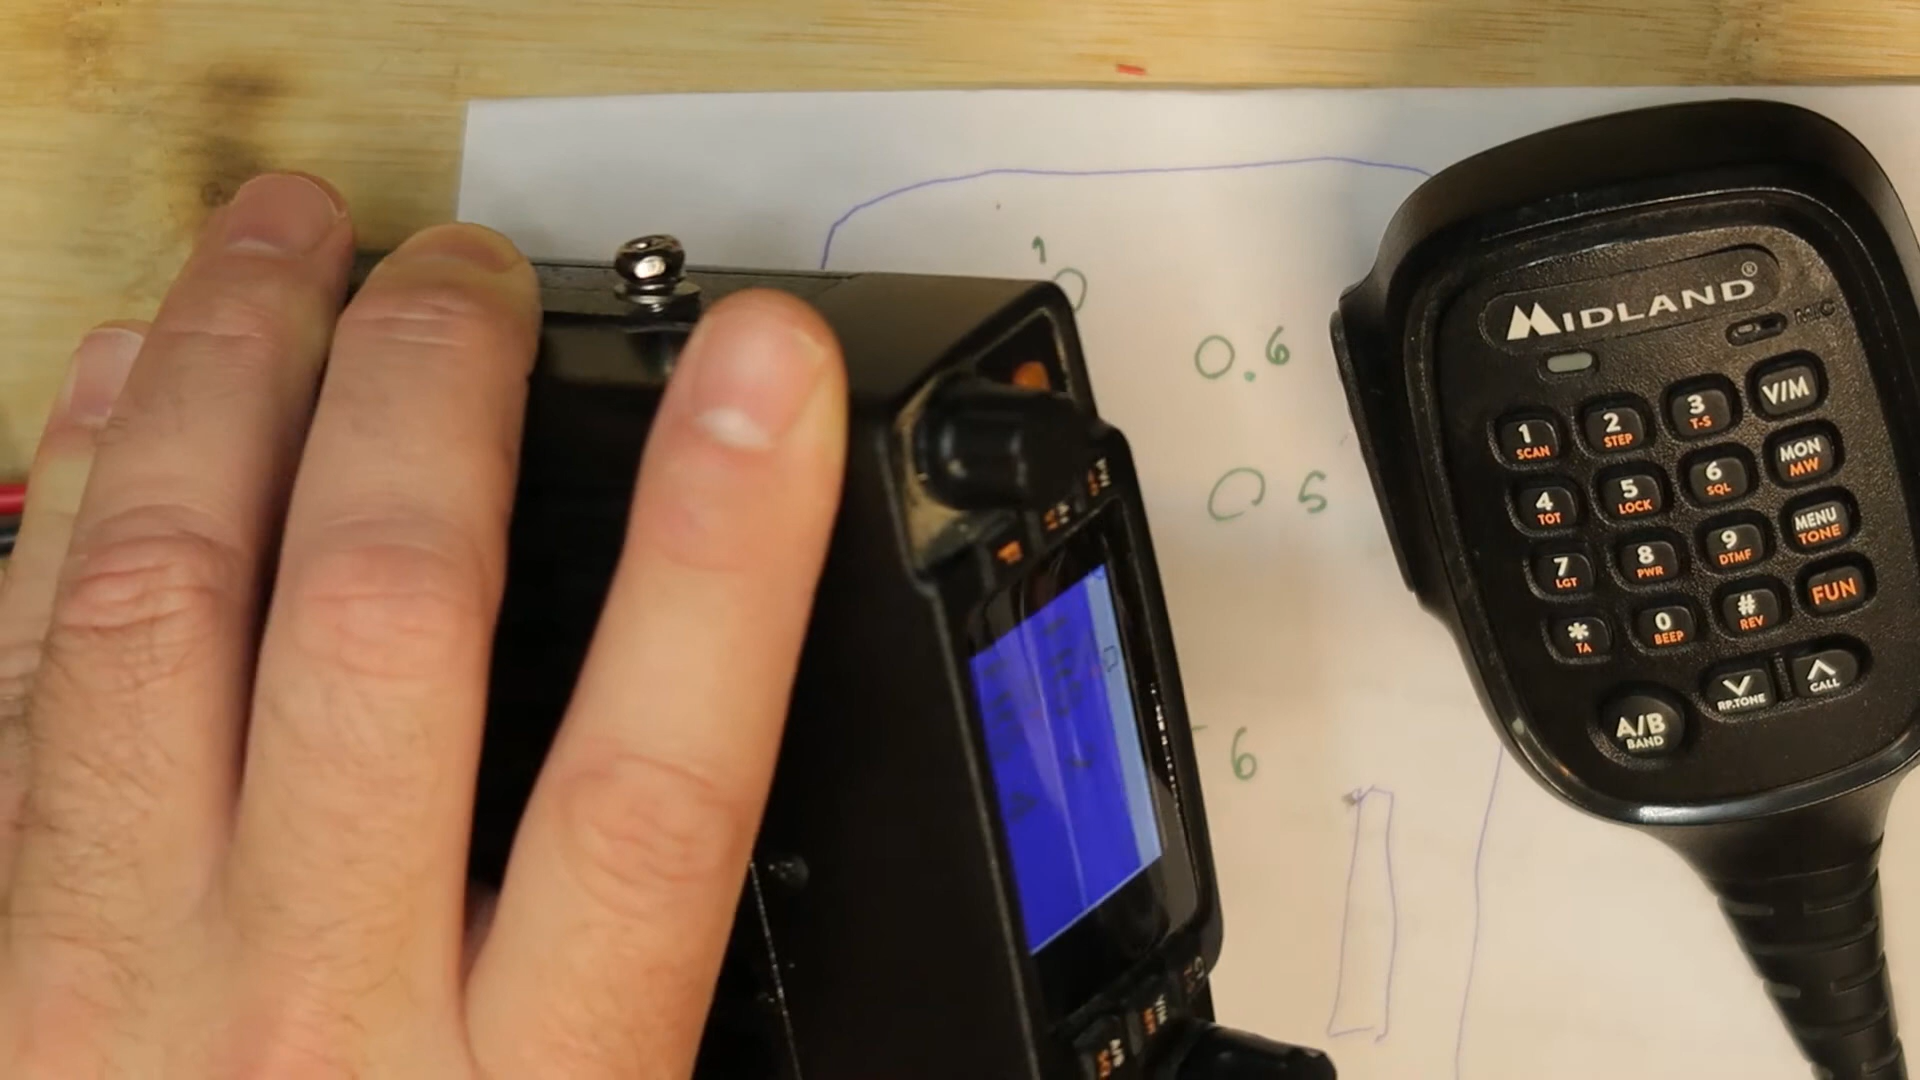 1
0.6
0 5
6
MIDLAND®
MIC
V/M
1 2 3
SCAN STEP T-S
MON
MW
4 5 6
TOT LOCK SQL
MENU
TONE
7 8 9
LGT PWR DTMF
FUN
* 0 #
TA BEEP REV
A/B
BAND
RP.TONE
CALL